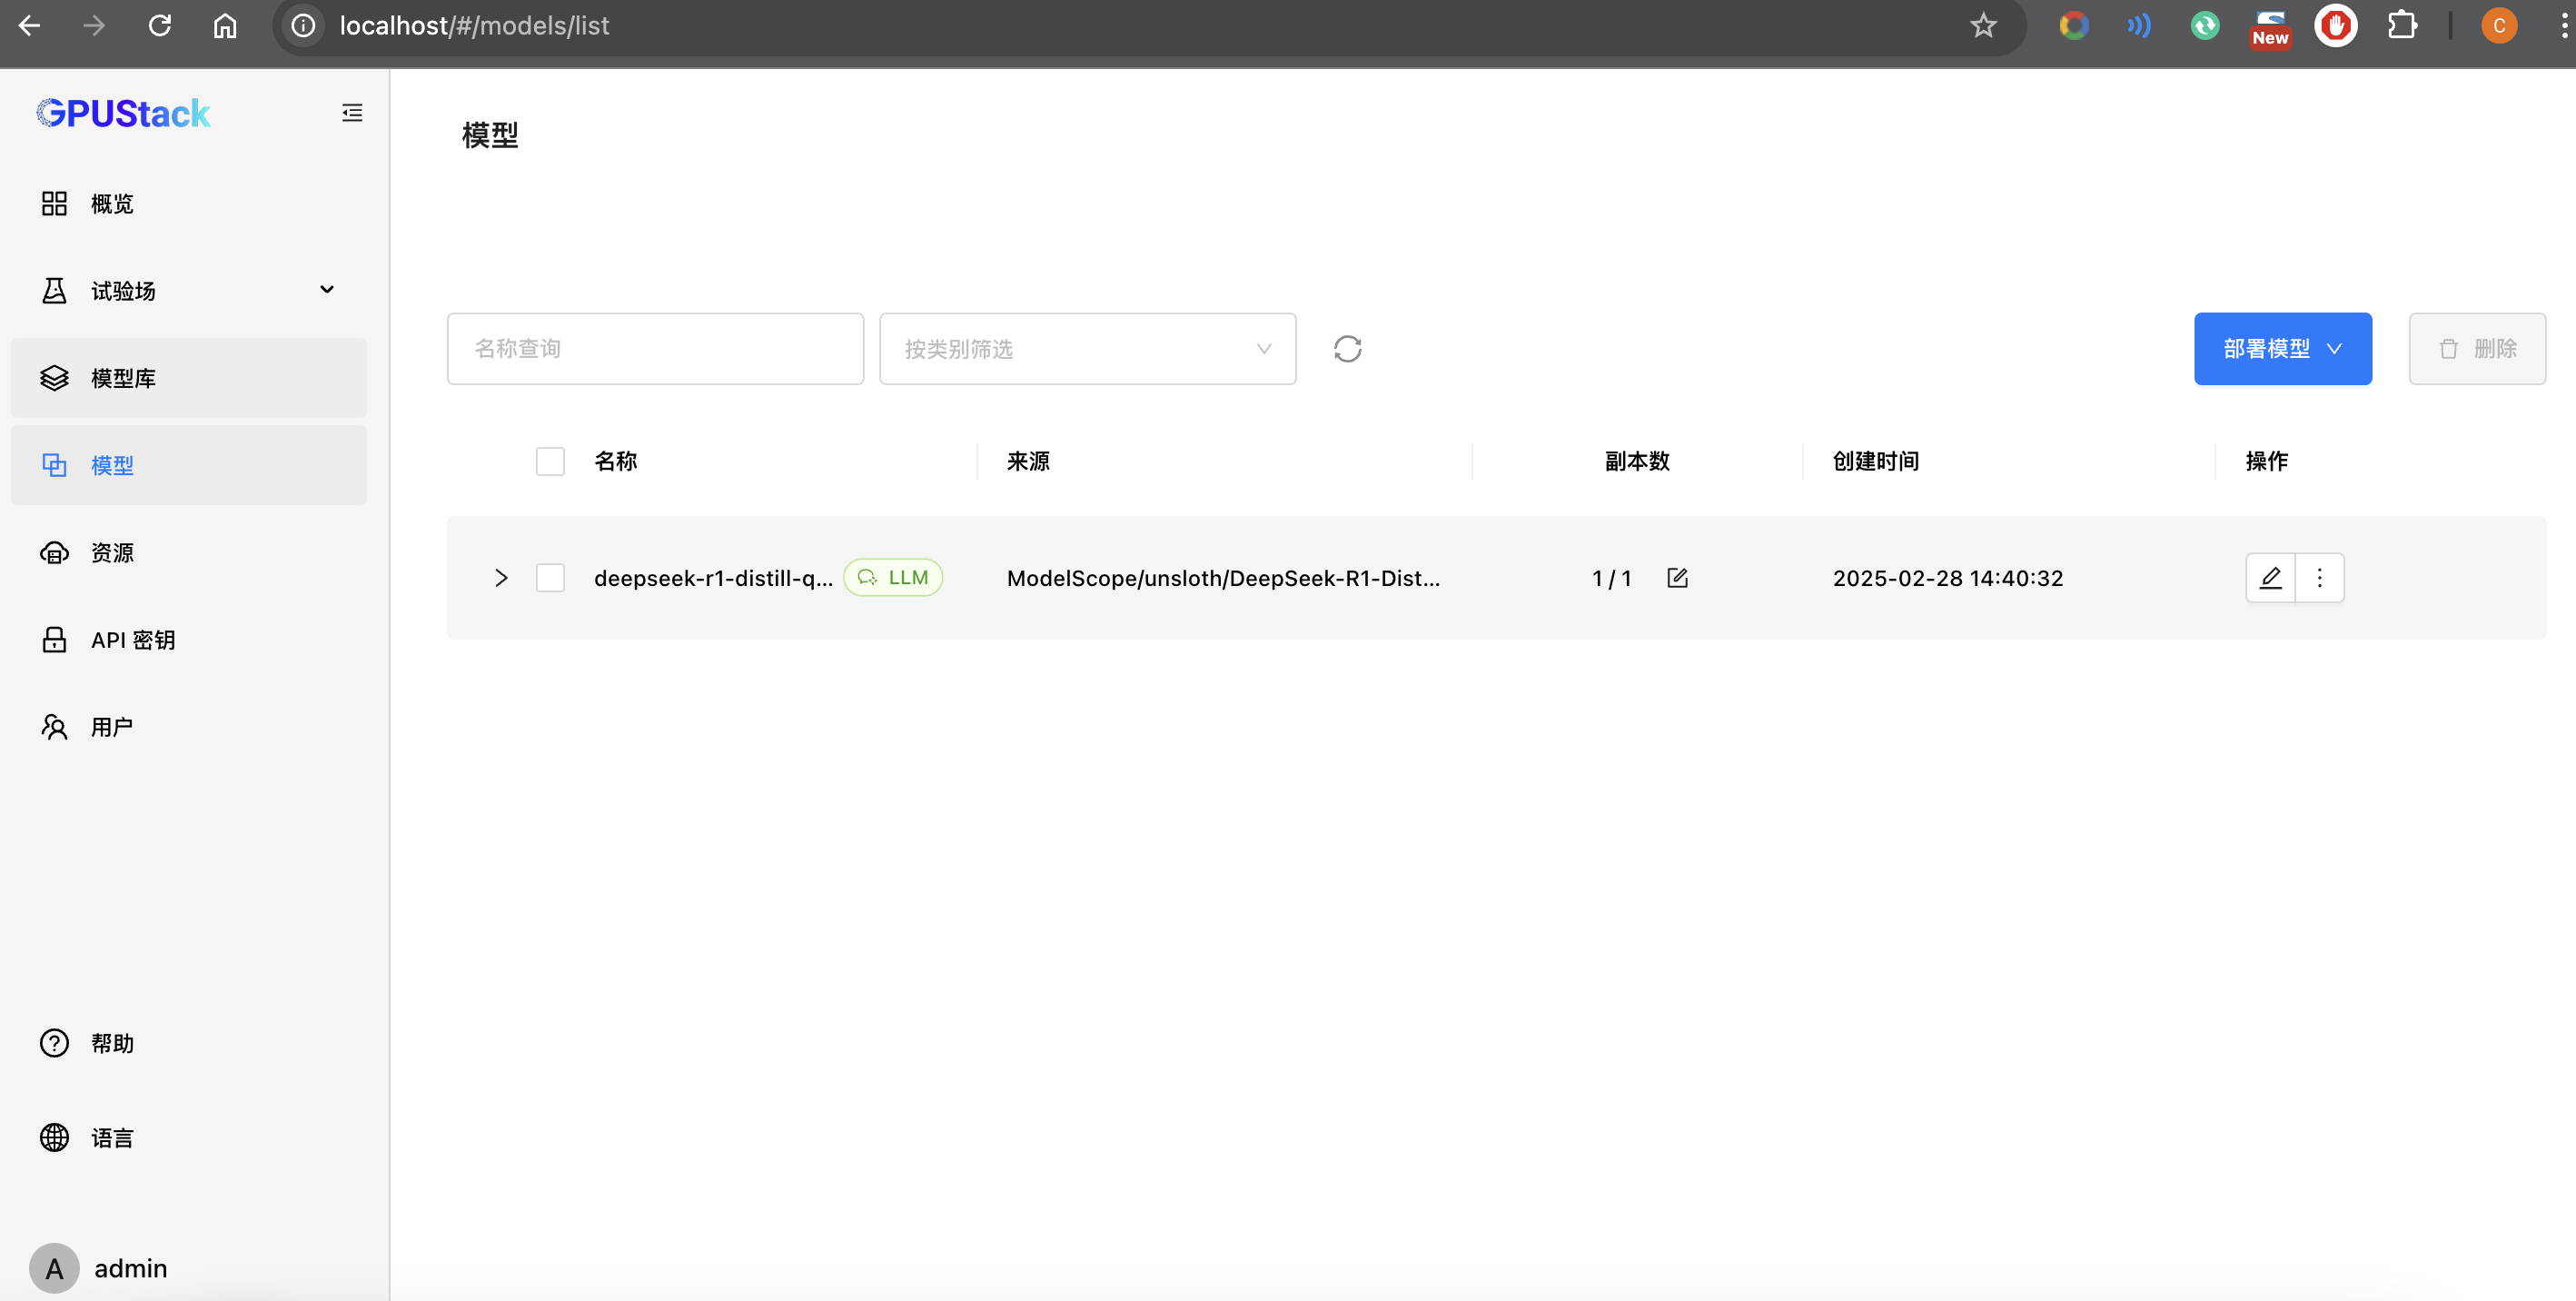 localhost/#/models/list
New
C
GPUStack
概览
试验场
模型库
模型
资源
API 密钥
用户
帮助
语言
A admin
模型
名称查询 按类别筛选 部署模型 删除
名称 来源 副本数 创建时间 操作
deepseek-r1-distill-q... LLM ModelScope/unsloth/DeepSeek-R1-Dist... 1 / 1 2025-02-28 14:40:32